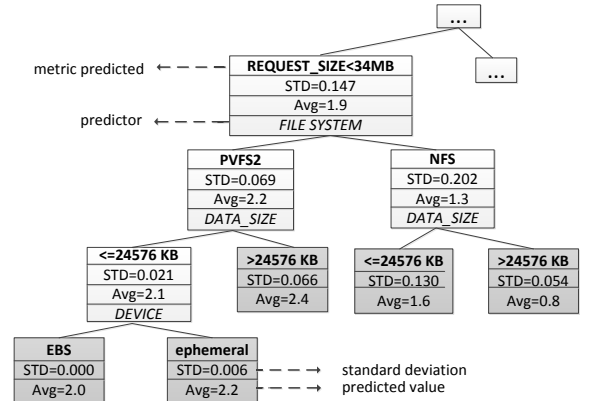 ...
...
metric predicted
REQUEST_SIZE<34MB
STD=0.147
Avg=1.9
predictor
FILE SYSTEM
PVFS2
STD=0.069
Avg=2.2
DATA_SIZE
NFS
STD=0.202
Avg=1.3
DATA_SIZE
<=24576 KB
STD=0.021
Avg=2.1
DEVICE
>24576 KB
STD=0.066
Avg=2.4
<=24576 KB
STD=0.130
Avg=1.6
>24576 KB
STD=0.054
Avg=0.8
EBS
STD=0.000
Avg=2.0
ephemeral
STD=0.006
Avg=2.2
standard deviation
predicted value